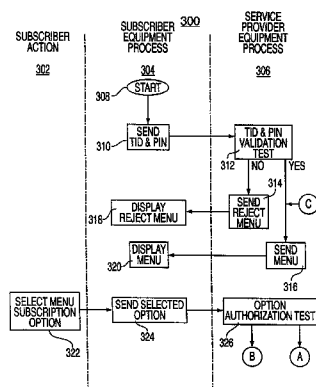 300
SUBSCRIBER
ACTION
302
SUBSCRIBER
EQUIPMENT
PROCESS
304
SERVICE
PROVIDER
EQUIPMENT
PROCESS
306
308
START
310
SEND
TID & PIN
TID & PIN
VALIDATION
TEST
312
NO
YES
314
SEND
REJECT
MENU
C
318
DISPLAY
REJECT MENU
320
DISPLAY
MENU
SEND
MENU
316
SELECT MENU
SUBSCRIPTION
OPTION
322
SEND SELECTED
OPTION
324
OPTION
AUTHORIZATION TEST
326
B
A